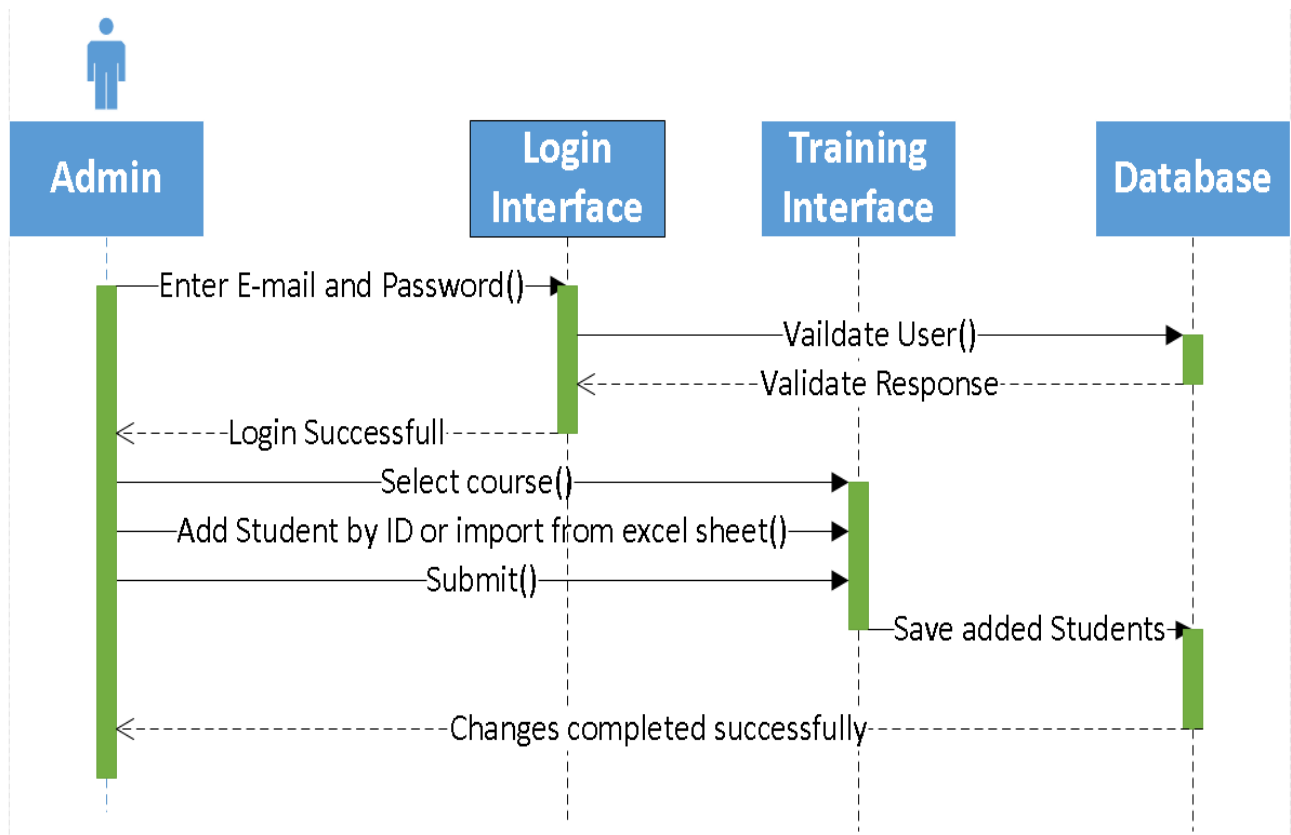 Admin
Login
Interface
Training
Interface
Database
Enter E-mail and Password()
Vaildate User()
Validate Response
Login Successfull
Select course()
Add Student by ID or import from excel sheet()
Submit()
Save added Students
Changes completed successfully